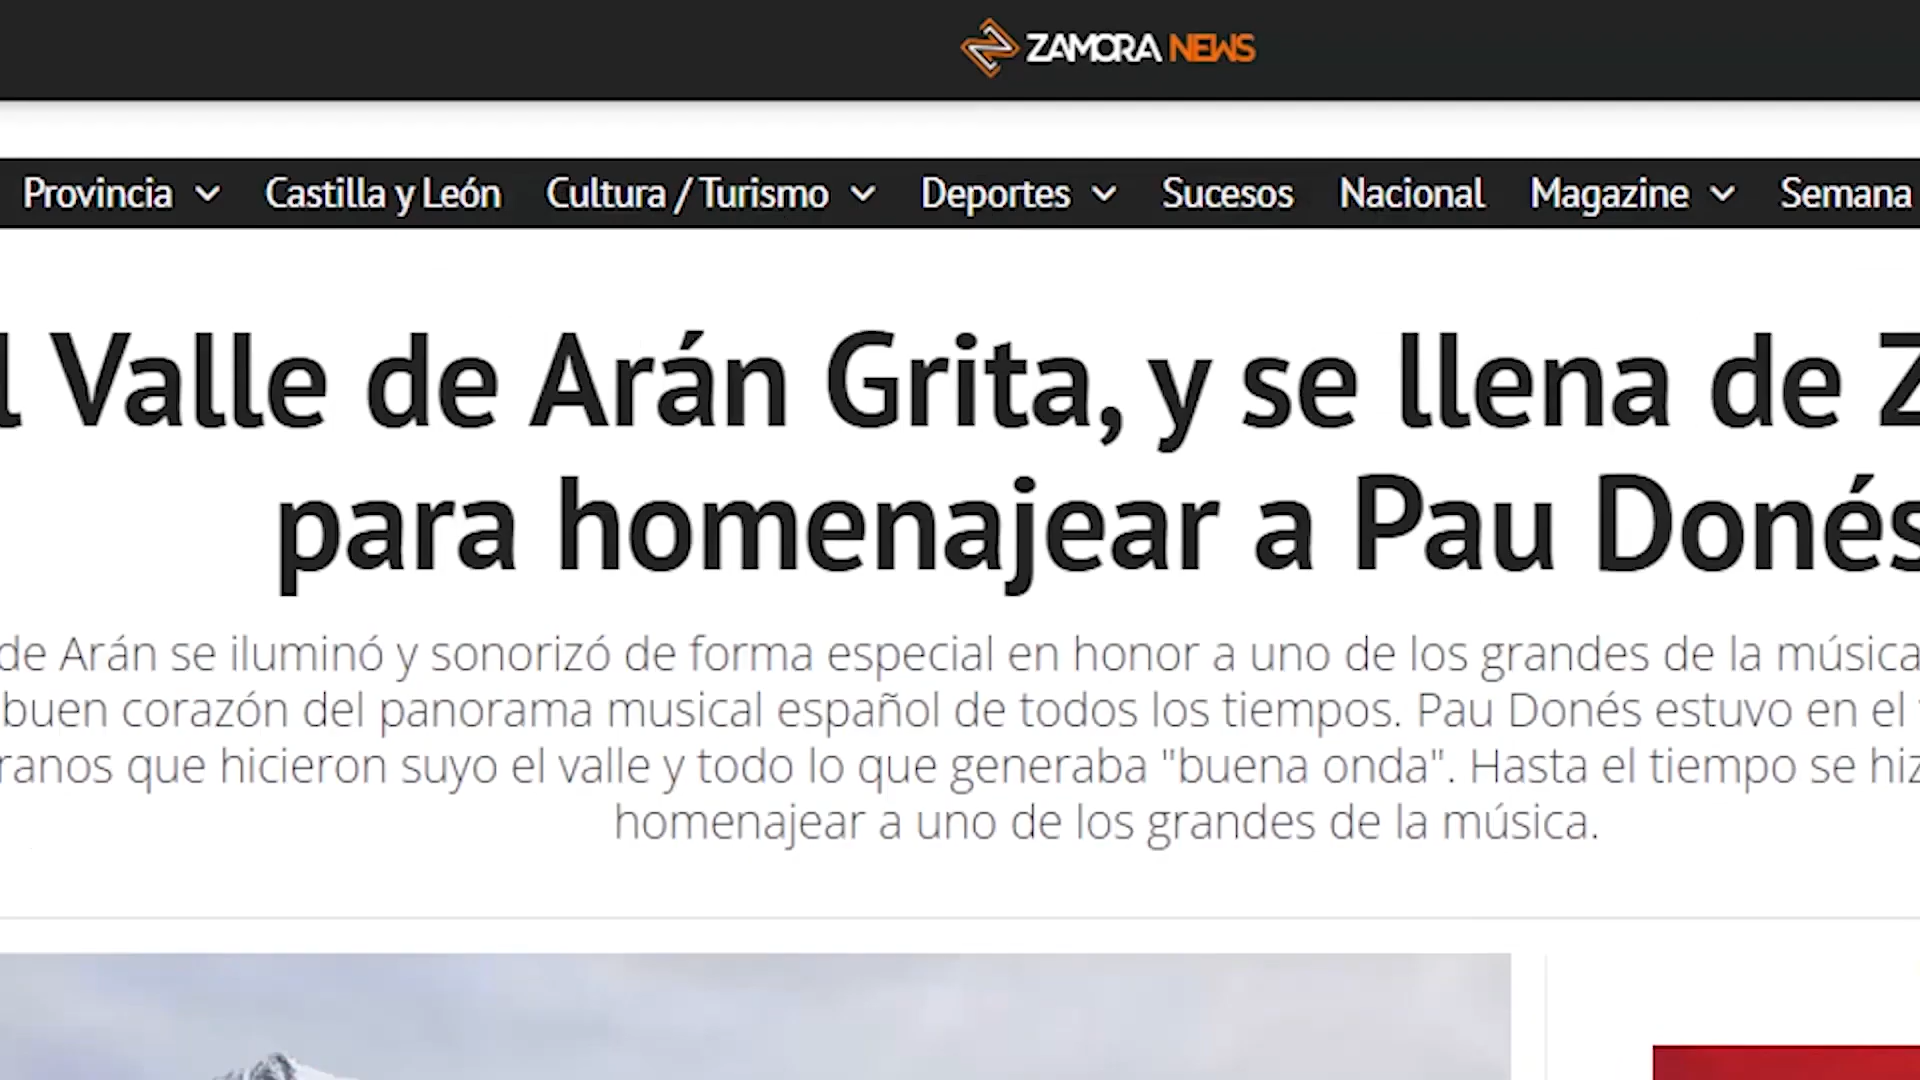 ZAMORA NEWS
Provincia Castilla y León Cultura / Turismo Deportes Sucesos Nacional Magazine Semana
l Valle de Arán Grita, y se llena de Z
para homenajear a Pau Donés
de Arán se iluminó y sonorizó de forma especial en honor a uno de los grandes de la música
buen corazón del panorama musical español de todos los tiempos. Pau Donés estuvo en el
ranos que hicieron suyo el valle y todo lo que generaba "buena onda". Hasta el tiempo se hiz
homenajear a uno de los grandes de la música.